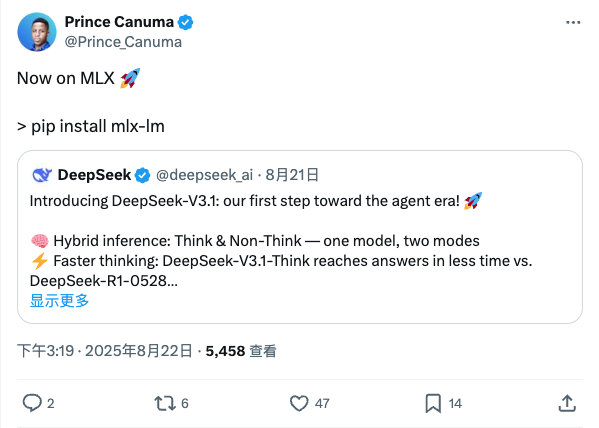 Prince Canuma
@Prince_Canuma
Now on MLX 🚀
> pip install mlx-lm
DeepSeek @deepseek_ai · 8月21日
Introducing DeepSeek-V3.1: our first step toward the agent era! 🚀
🧠 Hybrid inference: Think & Non-Think — one model, two modes
⚡ Faster thinking: DeepSeek-V3.1-Think reaches answers in less time vs.
DeepSeek-R1-0528...
显示更多
下午3:19 · 2025年8月22日 · 5,458 查看
2 6 47 14